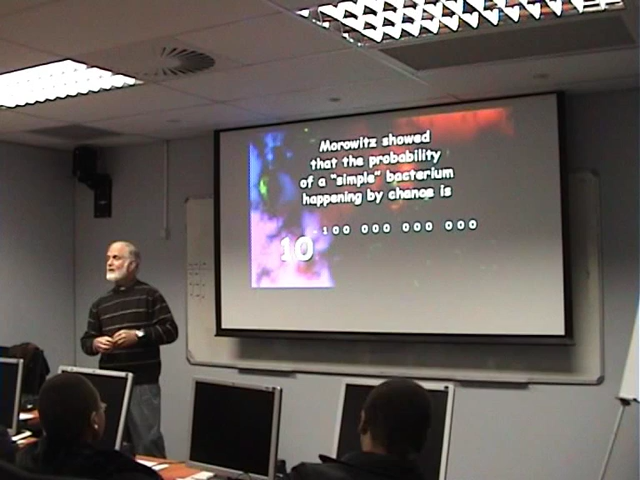 Morowitz showed
that the probability
of a "simple" bacterium
happening by chance is
10 -100 000 000 000